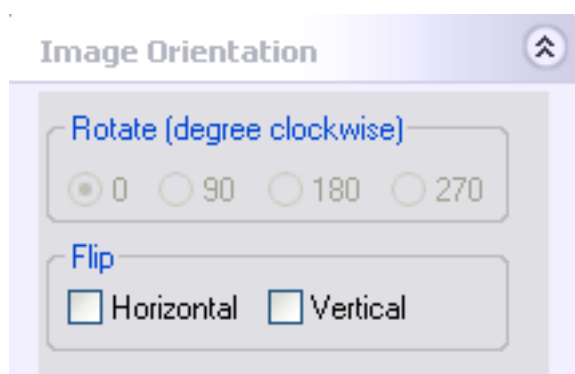 Image Orientation
Rotate (degree clockwise)
0 90 180 270
Flip
Horizontal Vertical